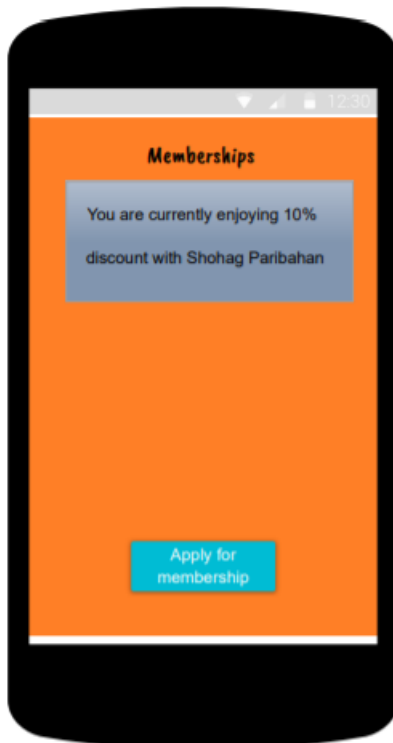 12:30
Memberships
You are currently enjoying 10%
discount with Shohag Paribahan
Apply for
membership